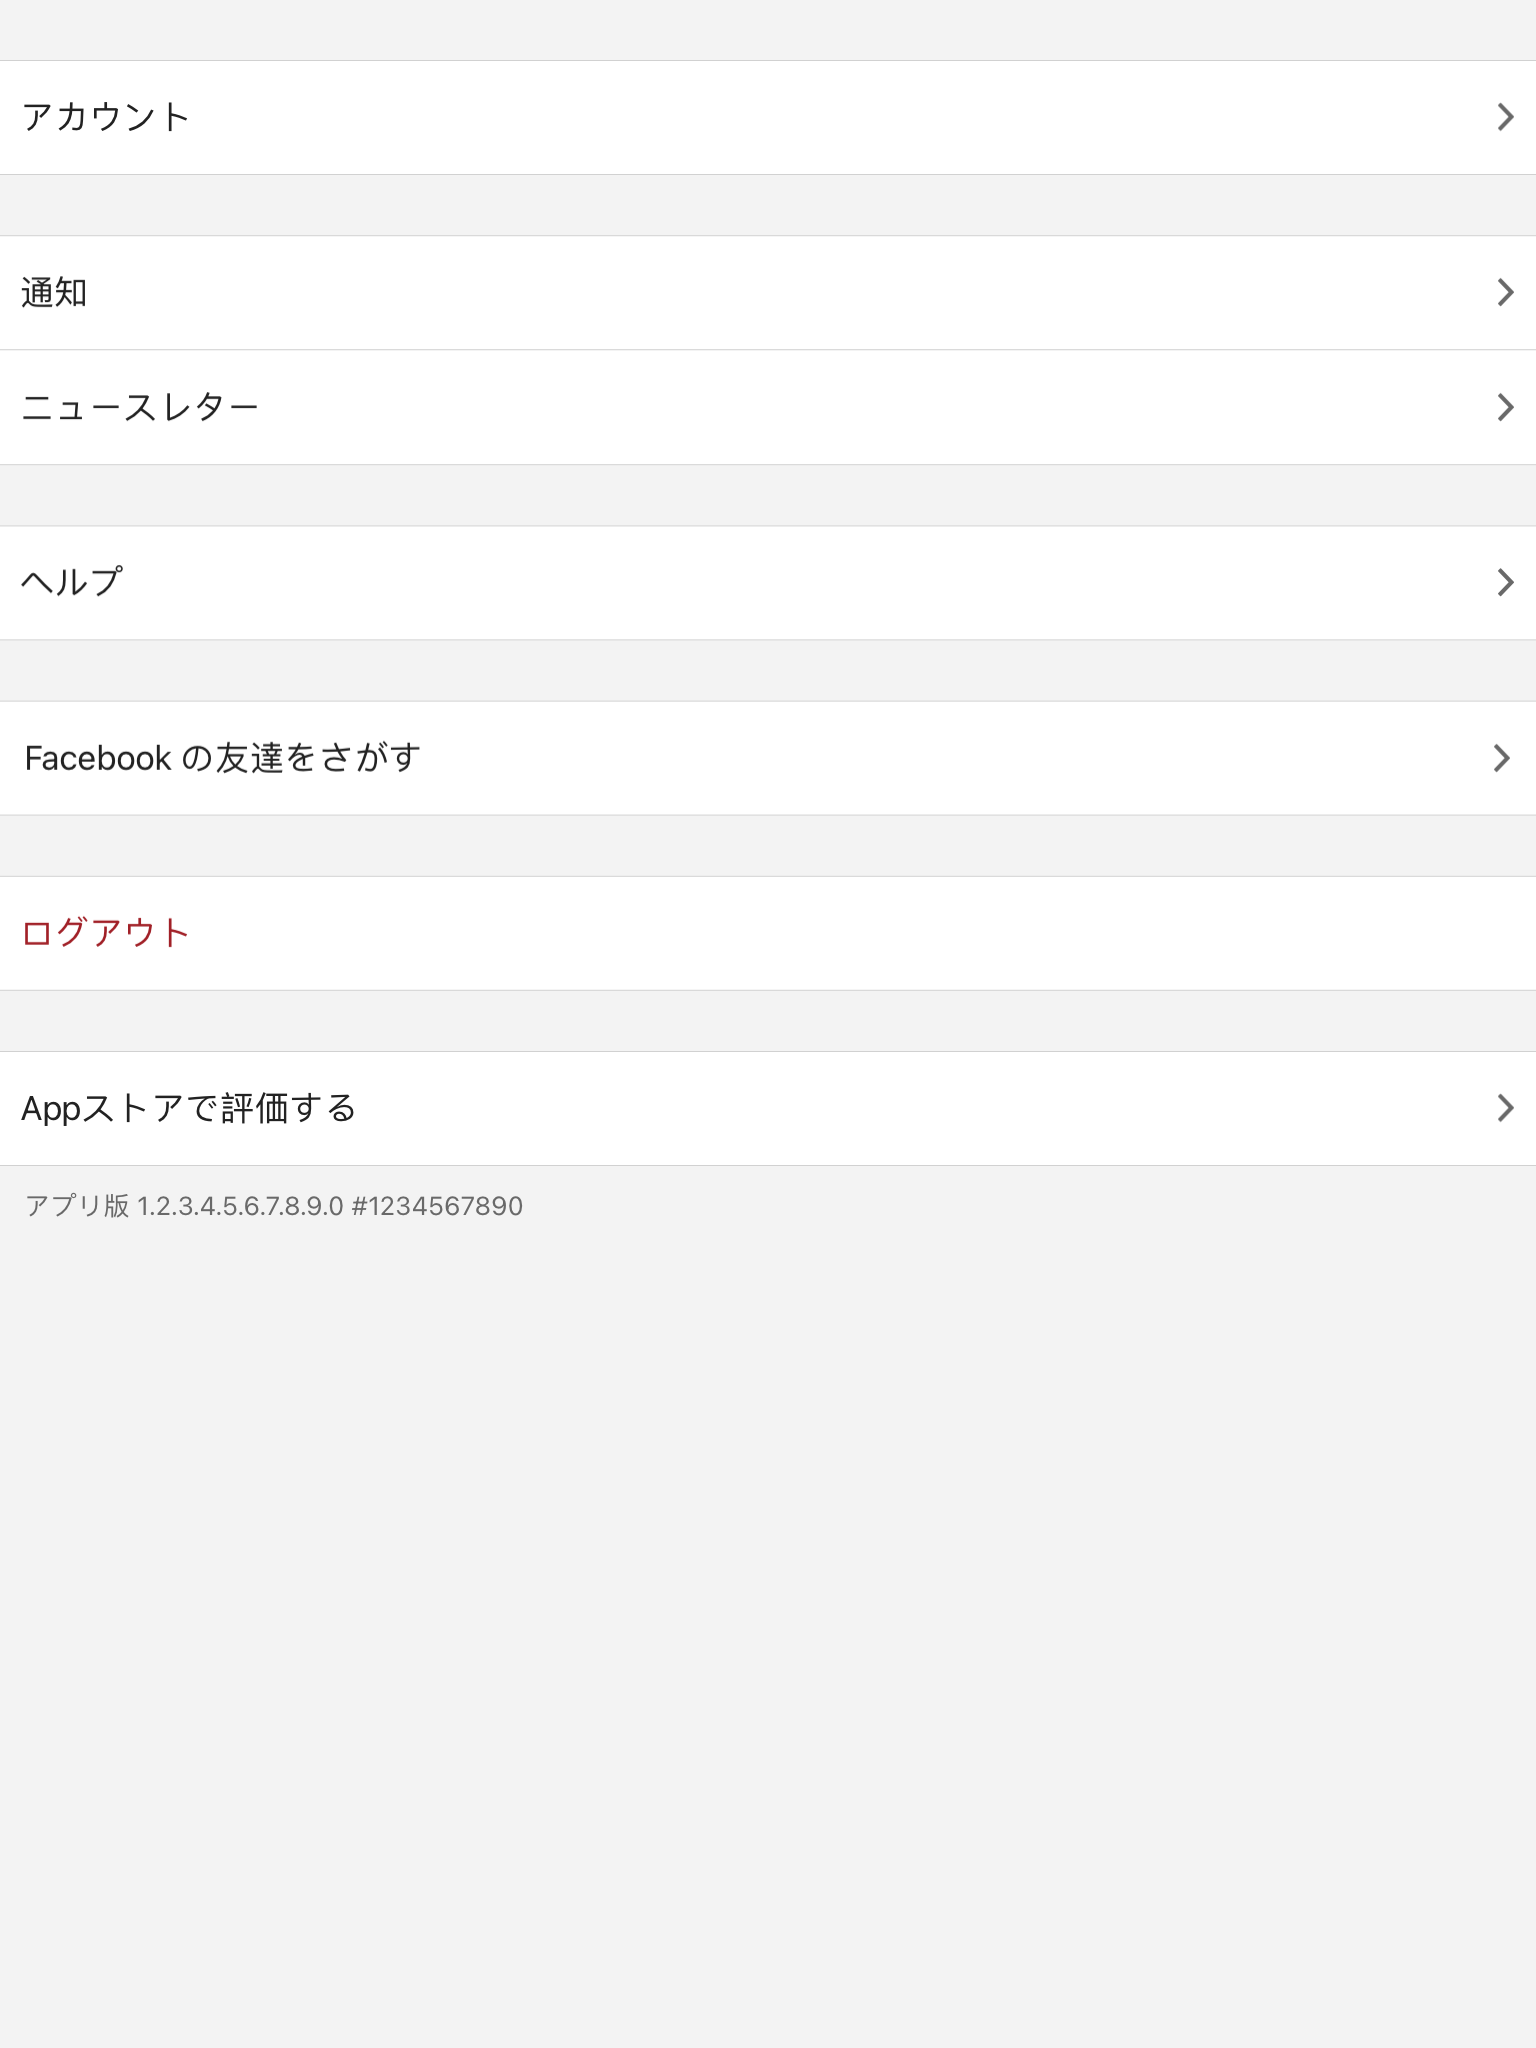 アカウント
通知
ニュースレター
ヘルプ
Facebook の友達をさがす
ログアウト
Appストアで評価する
アプリ版 1.2.3.4.5.6.7.8.9.0 #1234567890